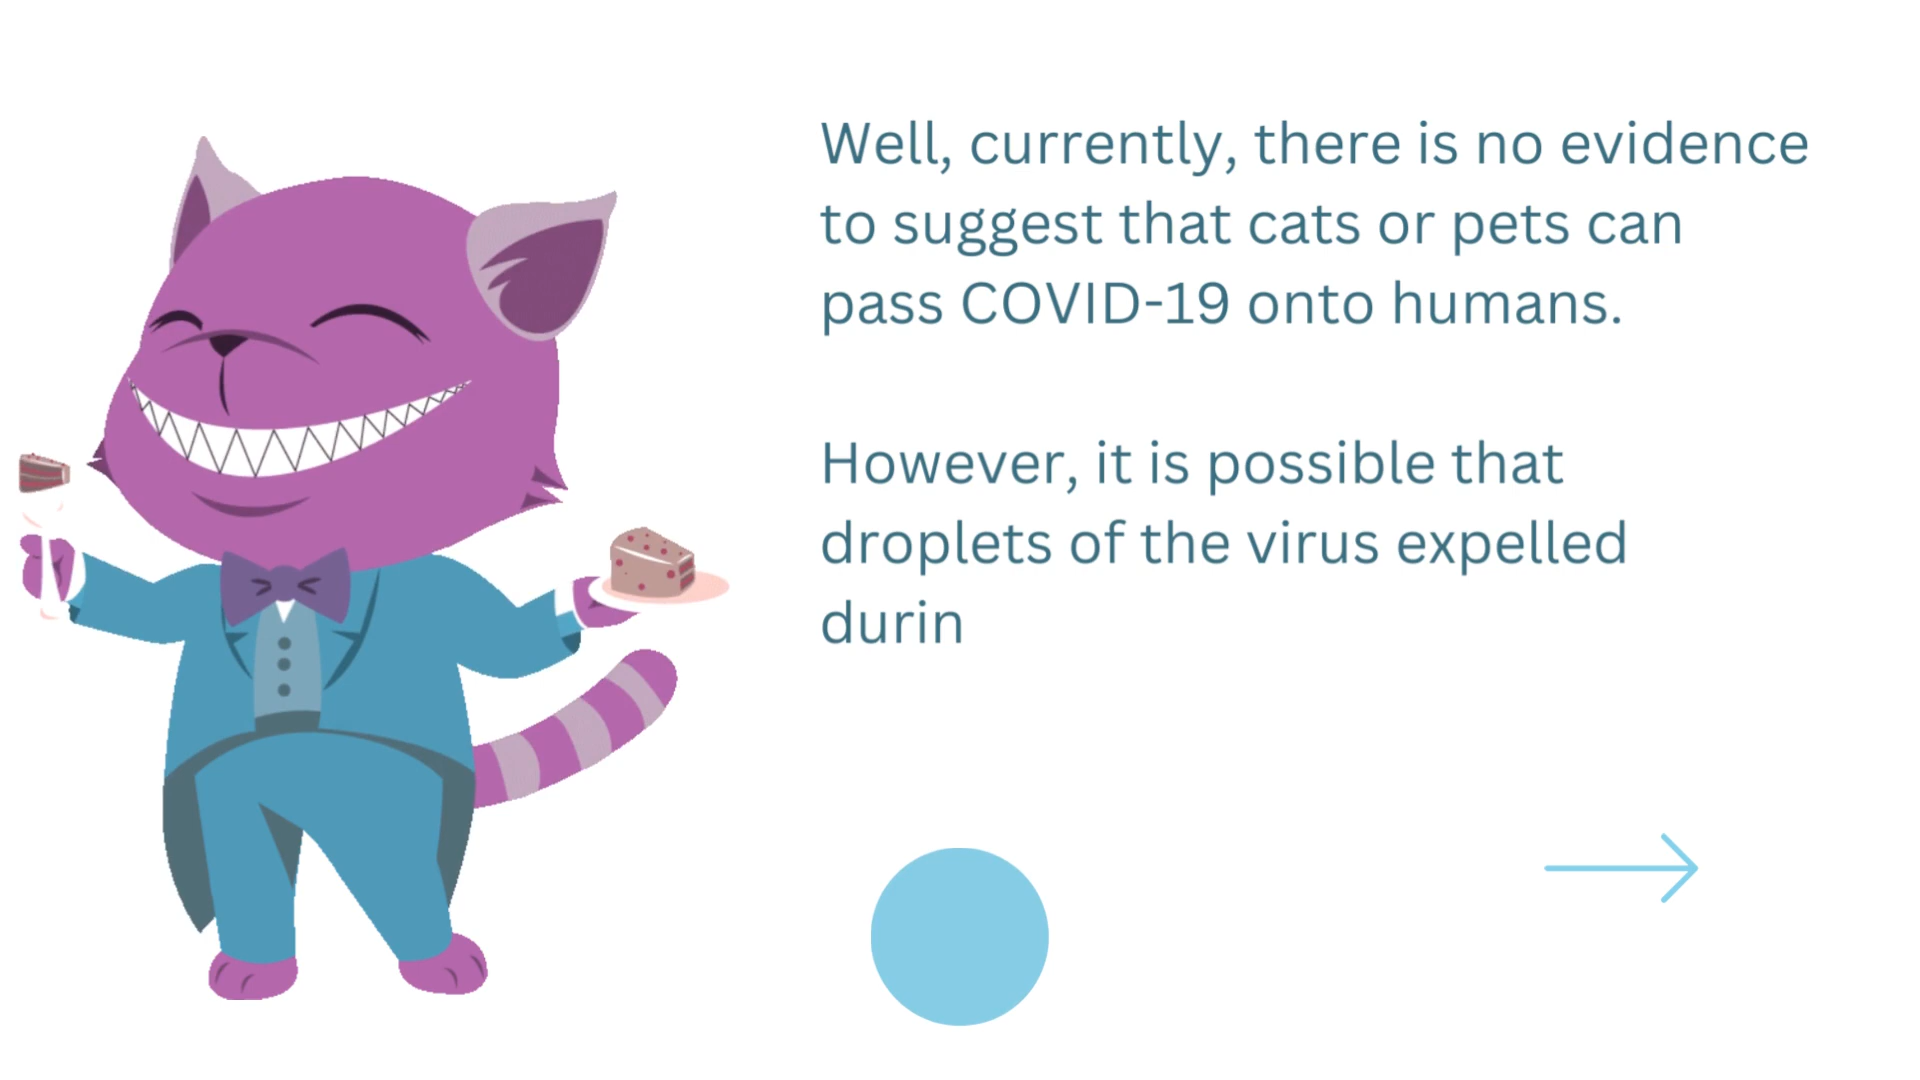 Well, currently, there is no evidence
to suggest that cats or pets can
pass COVID-19 onto humans.
However, it is possible that
droplets of the virus expelled
durin